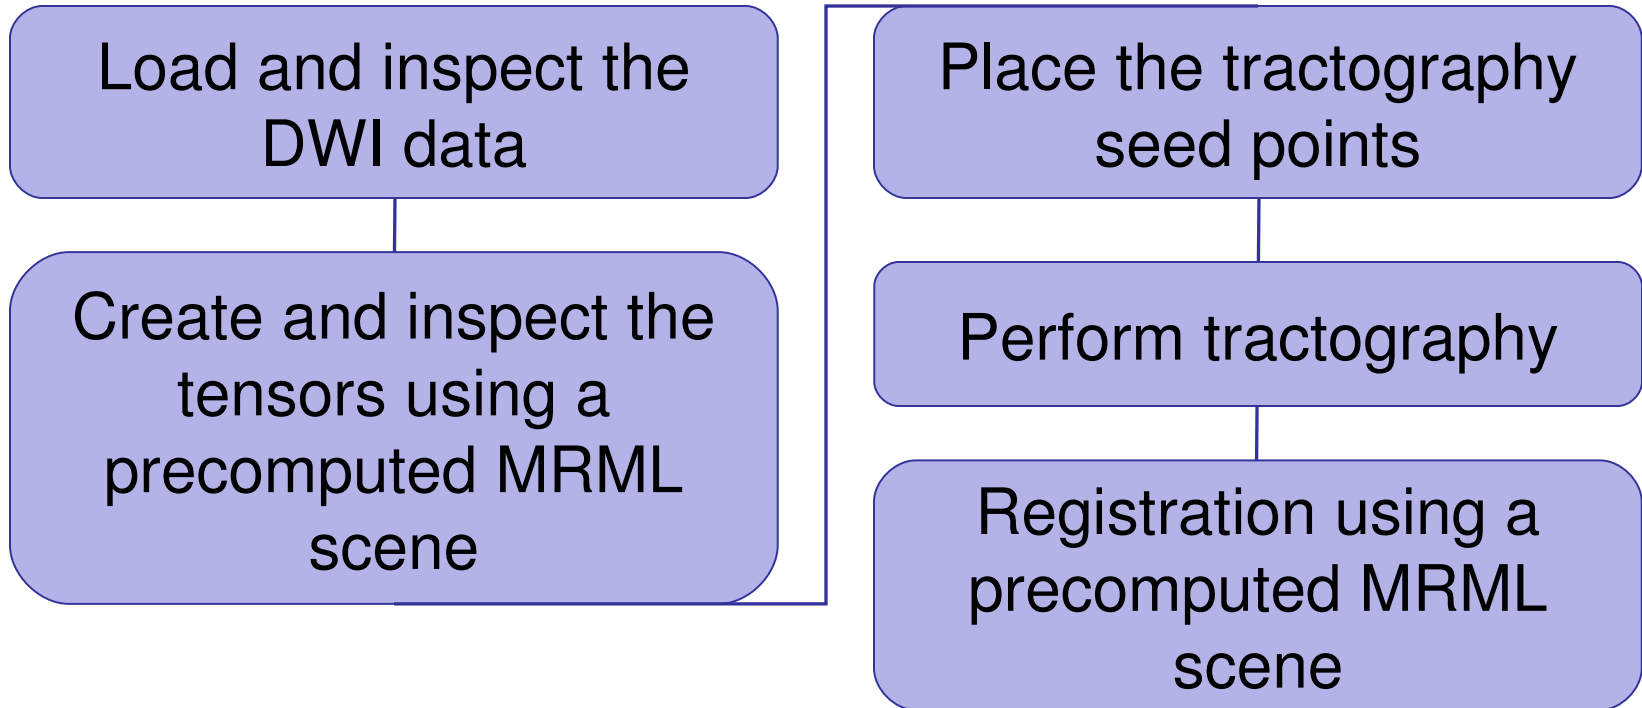 Load and inspect the
DWI data
Create and inspect the
tensors using a
precomputed MRML
scene
Place the tractography
seed points
Perform tractography
Registration using a
precomputed MRML
scene